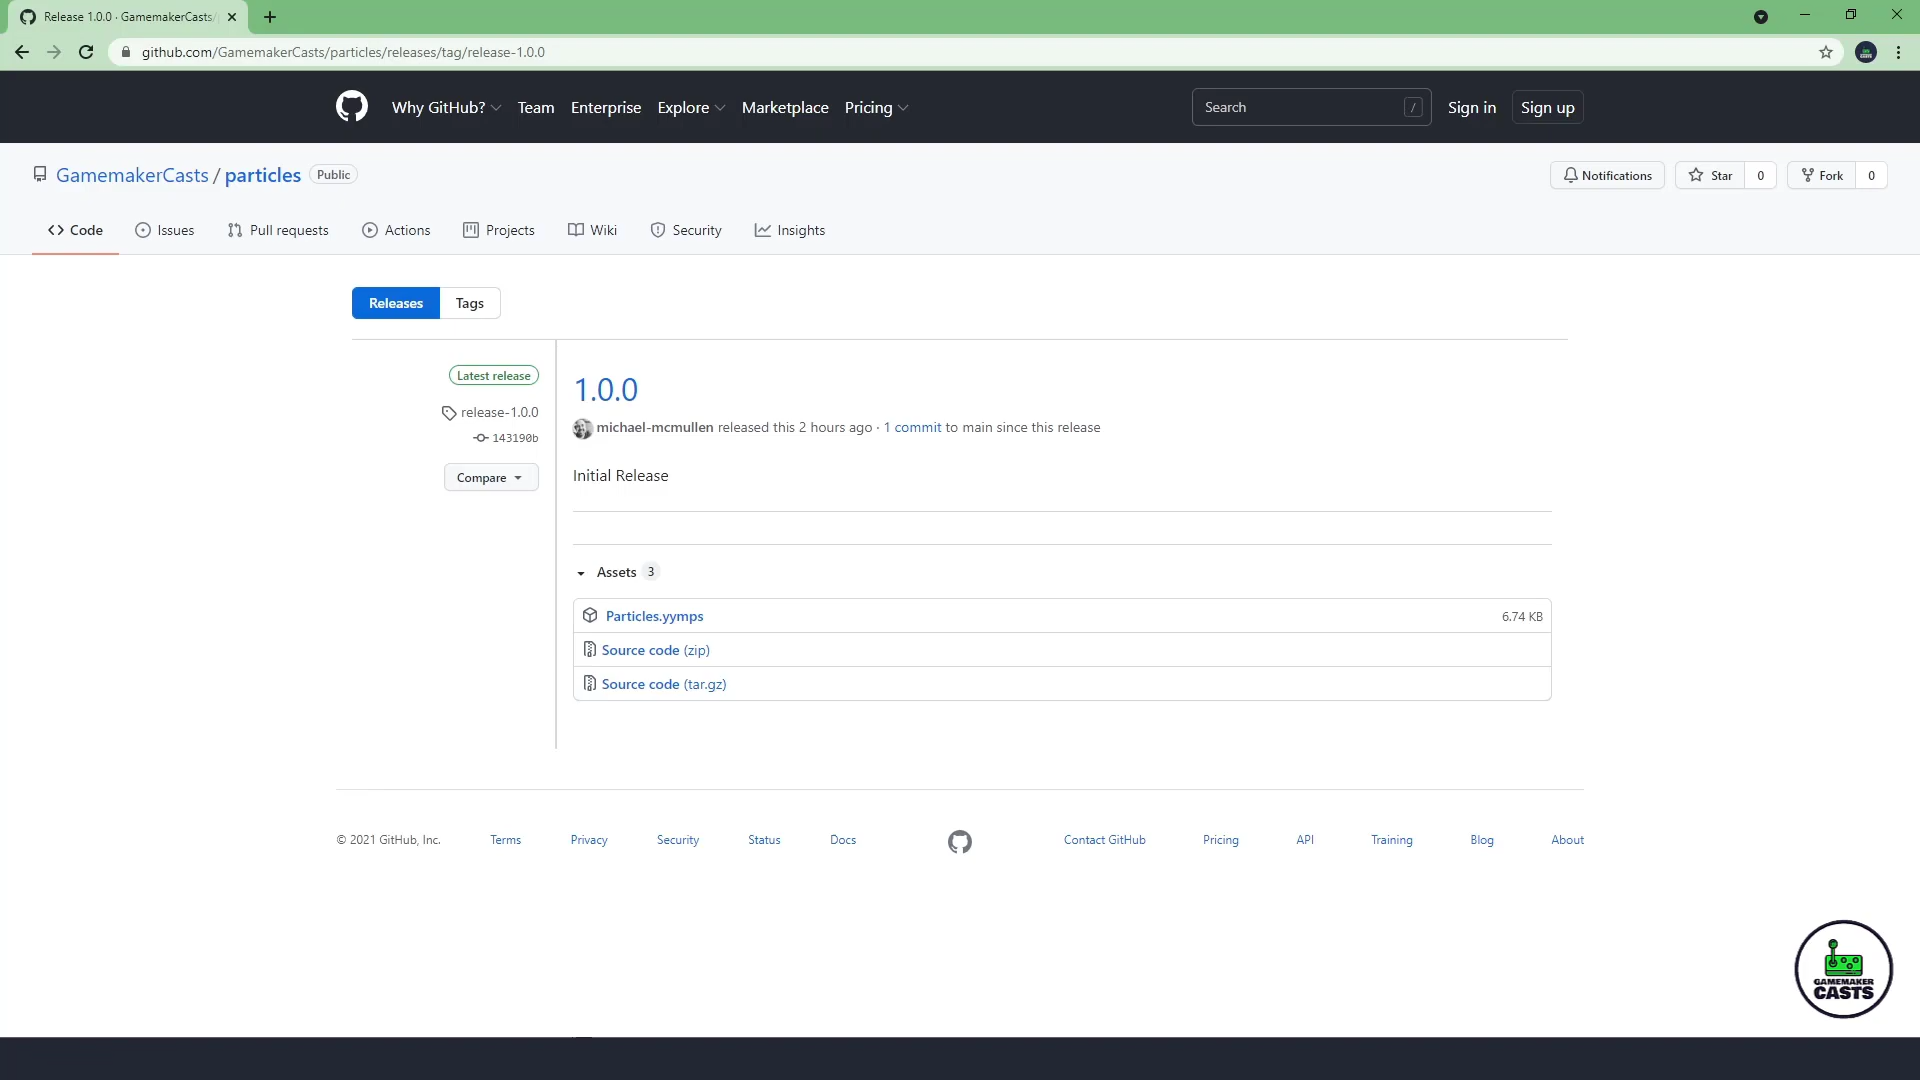 Release 1.0.0 · GamemakerCasts/
github.com/GamemakerCasts/particles/releases/tag/release-1.0.0
Why GitHub? Team Enterprise Explore Marketplace Pricing Search / Sign in Sign up
GamemakerCasts / particles Public Notifications Star 0 Fork 0
Code Issues Pull requests Actions Projects Wiki Security Insights
Releases Tags
Latest release
release-1.0.0
143190b
Compare
1.0.0
michael-mcmullen released this 2 hours ago · 1 commit to main since this release
Initial Release
Assets 3
Particles.yymps 6.74 KB
Source code (zip)
Source code (tar.gz)
© 2021 GitHub, Inc. Terms Privacy Security Status Docs Contact GitHub Pricing API Training Blog About
GAMEMAKER
CASTS